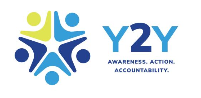 Y2Y
AWARENESS. ACTION.
ACCOUNTABILITY.